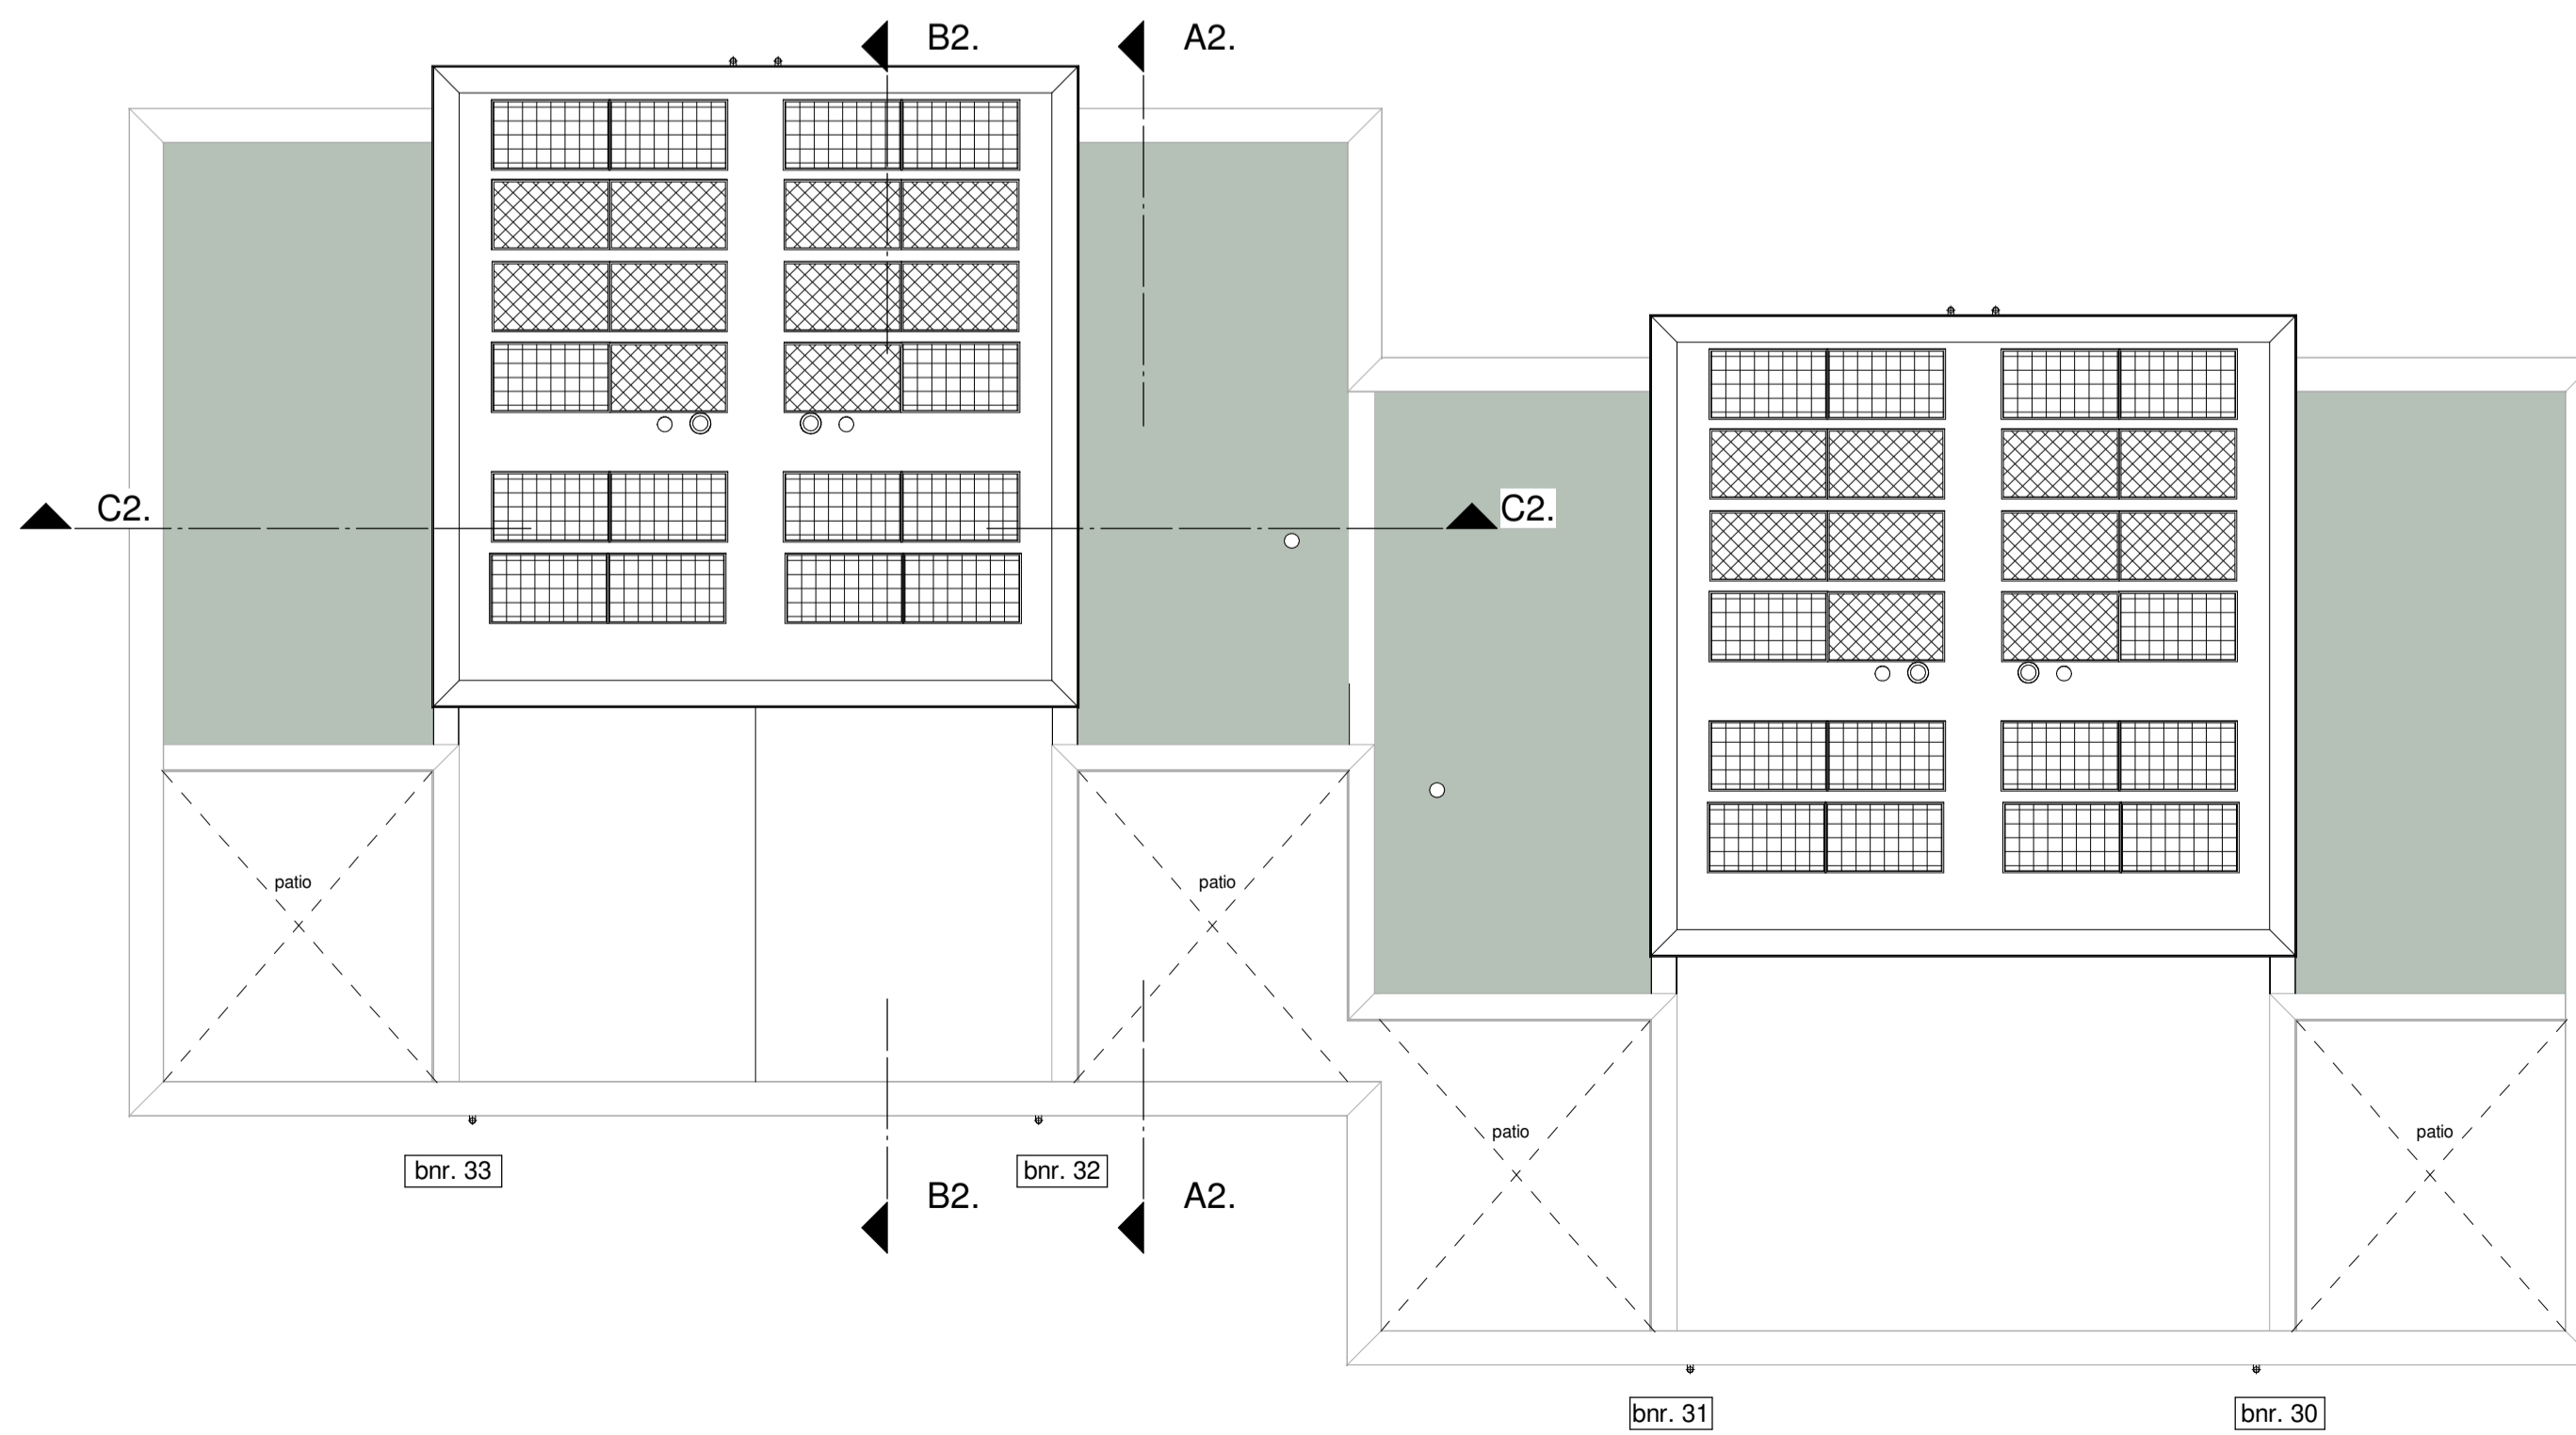 B2.
A2.
C2.
C2.
patio
patio
patio
patio
bnr. 33
bnr. 32
B2.
A2.
bnr. 31
bnr. 30